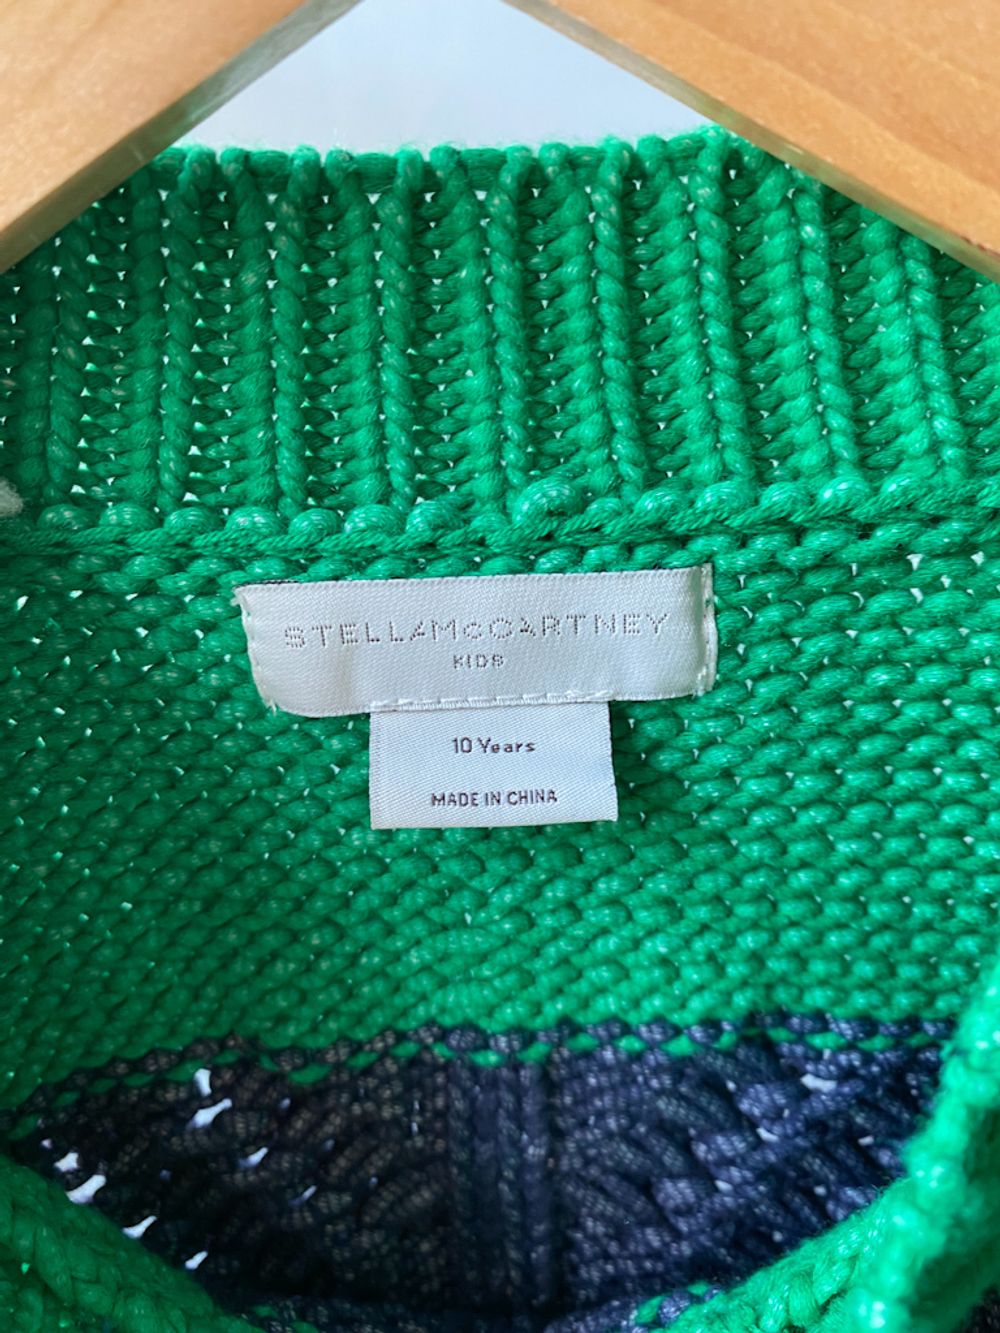 STELLAMcCARTNEY
KIDS
10 Years
MADE IN CHINA